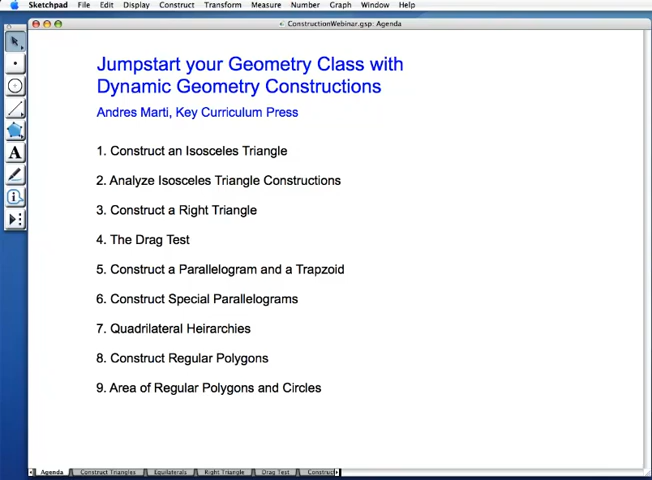 Sketchpad File Edit Display Construct Transform Measure Number Graph Window Help
ConstructionWebinar.gsp: Agenda
Jumpstart your Geometry Class with
Dynamic Geometry Constructions
Andres Marti, Key Curriculum Press
1. Construct an Isosceles Triangle
2. Analyze Isosceles Triangle Constructions
3. Construct a Right Triangle
4. The Drag Test
5. Construct a Parallelogram and a Trapzoid
6. Construct Special Parallelograms
7. Quadrilateral Heirarchies
8. Construct Regular Polygons
9. Area of Regular Polygons and Circles
A
Agenda Construct Triangles Equilaterals Right Triangle Drag Test Construct